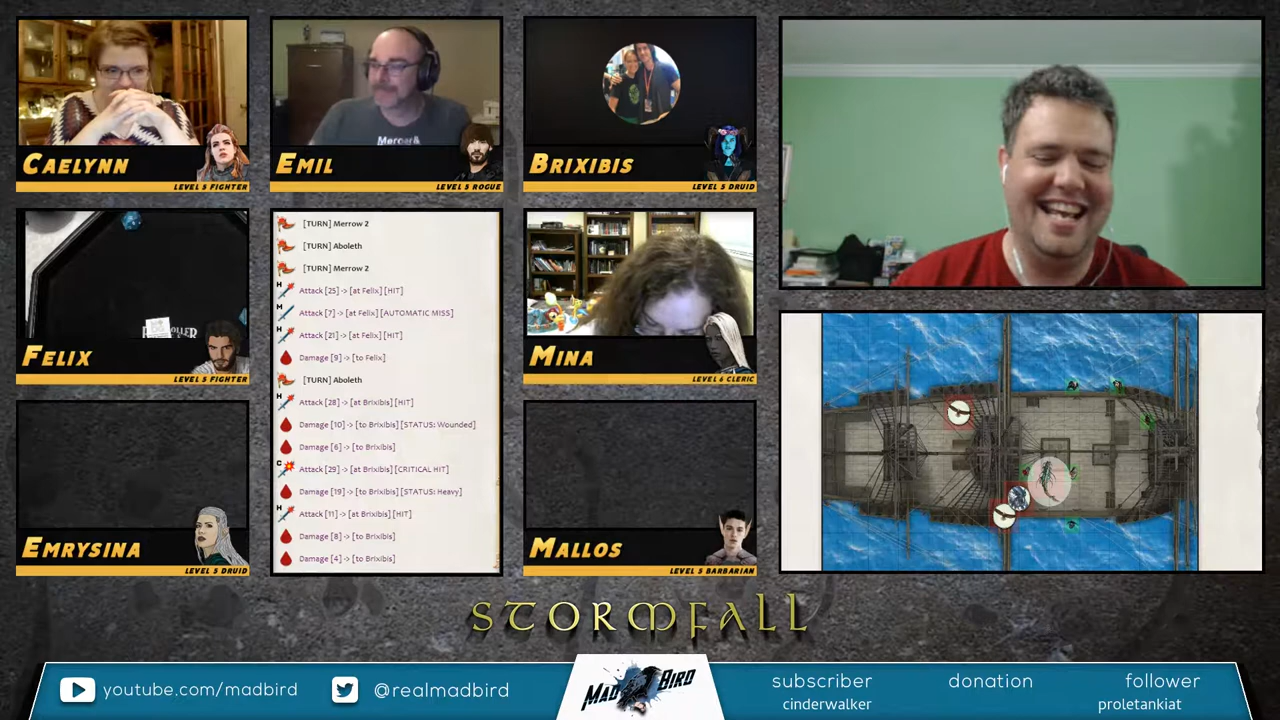 CAELYNN
LEVEL 5 FIGHTER
Mercer &
EMIL
LEVEL 5 ROGUE
BRIXIBIS
LEVEL 5 DRUID
FELIX
LEVEL 5 FIGHTER
[TURN] Merrow 2
[TURN] Aboleth
[TURN] Merrow 2
H Attack [25] -> [at Felix] [HIT]
M Attack [7] -> [at Felix] [AUTOMATIC MISS]
H Attack [21] -> [at Felix] [HIT]
Damage [9] -> [to Felix]
[TURN] Aboleth
H Attack [28] -> [at Brixibis] [HIT]
Damage [10] -> [to Brixibis] [STATUS: Wounded]
Damage [6] -> [to Brixibis]
C Attack [29] -> [at Brixibis] [CRITICAL HIT]
Damage [19] -> [to Brixibis] [STATUS: Heavy]
H Attack [11] -> [at Brixibis] [HIT]
Damage [8] -> [to Brixibis]
Damage [4] -> [to Brixibis]
MINA
LEVEL 6 CLERIC
EMRYSINA
LEVEL 5 DRUID
MALLOS
LEVEL 5 BARBARIAN
STORMFALL
youtube.com/madbird
@realmadbird
MAD BIRD
subscriber
cinderwalker
donation
follower
proletankiat